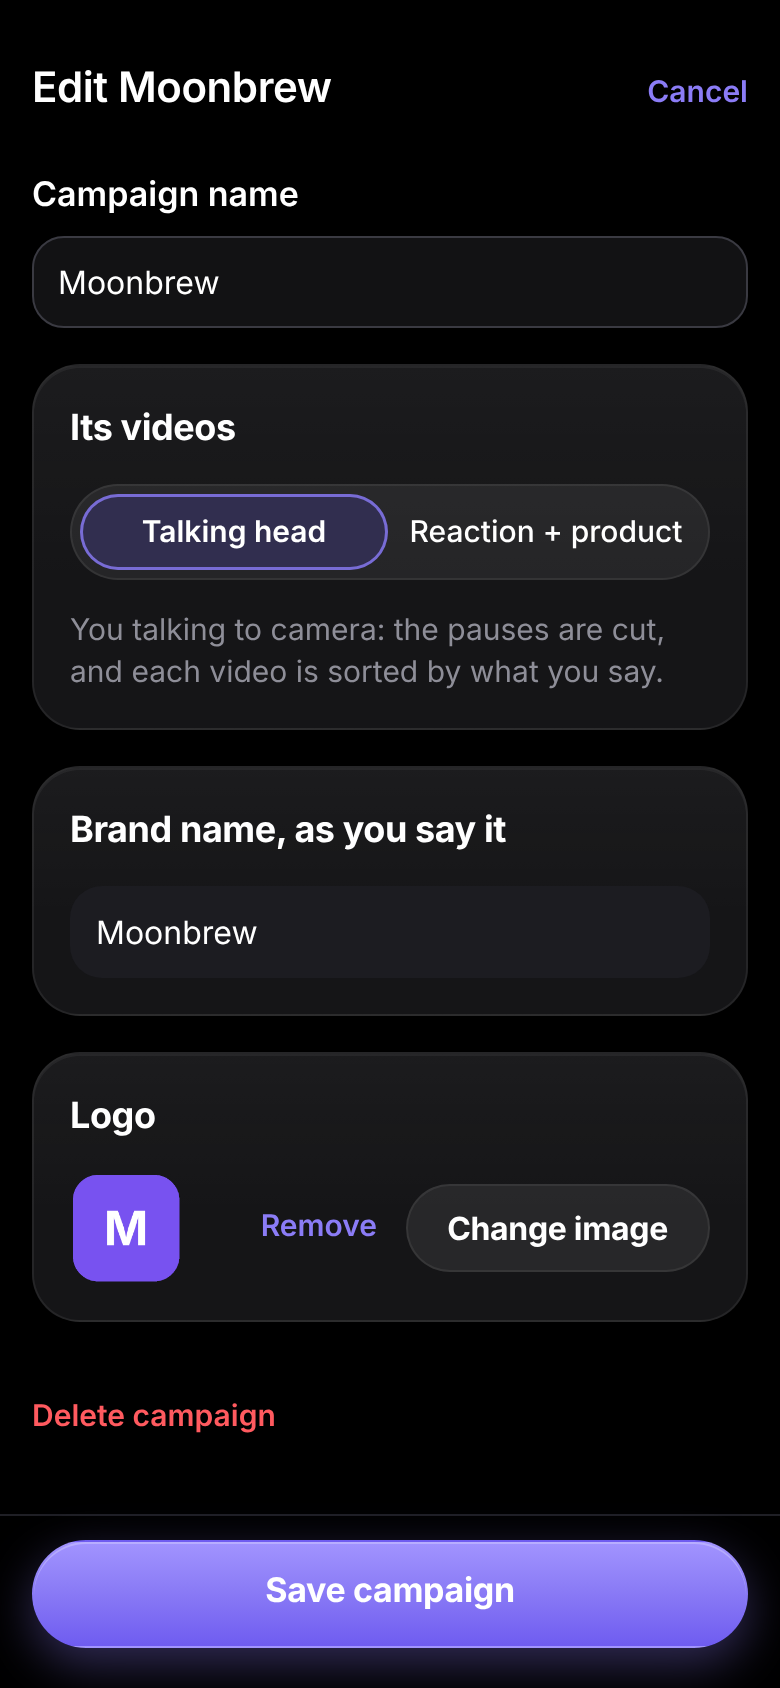 Edit Moonbrew
Cancel
Campaign name
Moonbrew
Its videos
Talking head
Reaction + product
You talking to camera: the pauses are cut,
and each video is sorted by what you say.
Brand name, as you say it
Moonbrew
Logo
M
Remove
Change image
Delete campaign
Save campaign